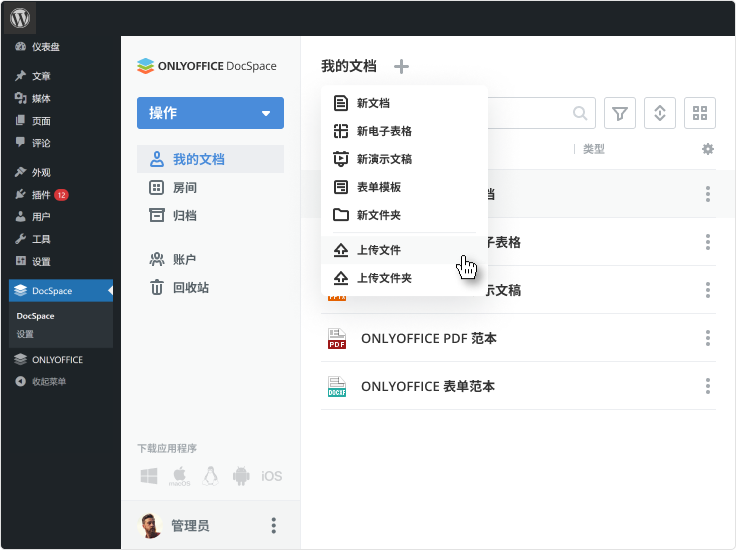 仪表盘
文章
媒体
页面
评论
外观
插件 12
用户
工具
设置
DocSpace
DocSpace
设置
ONLYOFFICE
收起菜单
ONLYOFFICE DocSpace
操作
我的文档
房间
归档
账户
回收站
下载应用程序
macOS
iOS
管理员
我的文档
新文档
新电子表格
新演示文稿
表单模板
新文件夹
上传文件
上传文件夹
类型
档
子表格
示文稿
PPTX
PDF
ONLYOFFICE PDF 范本
DOCXF
ONLYOFFICE 表单范本